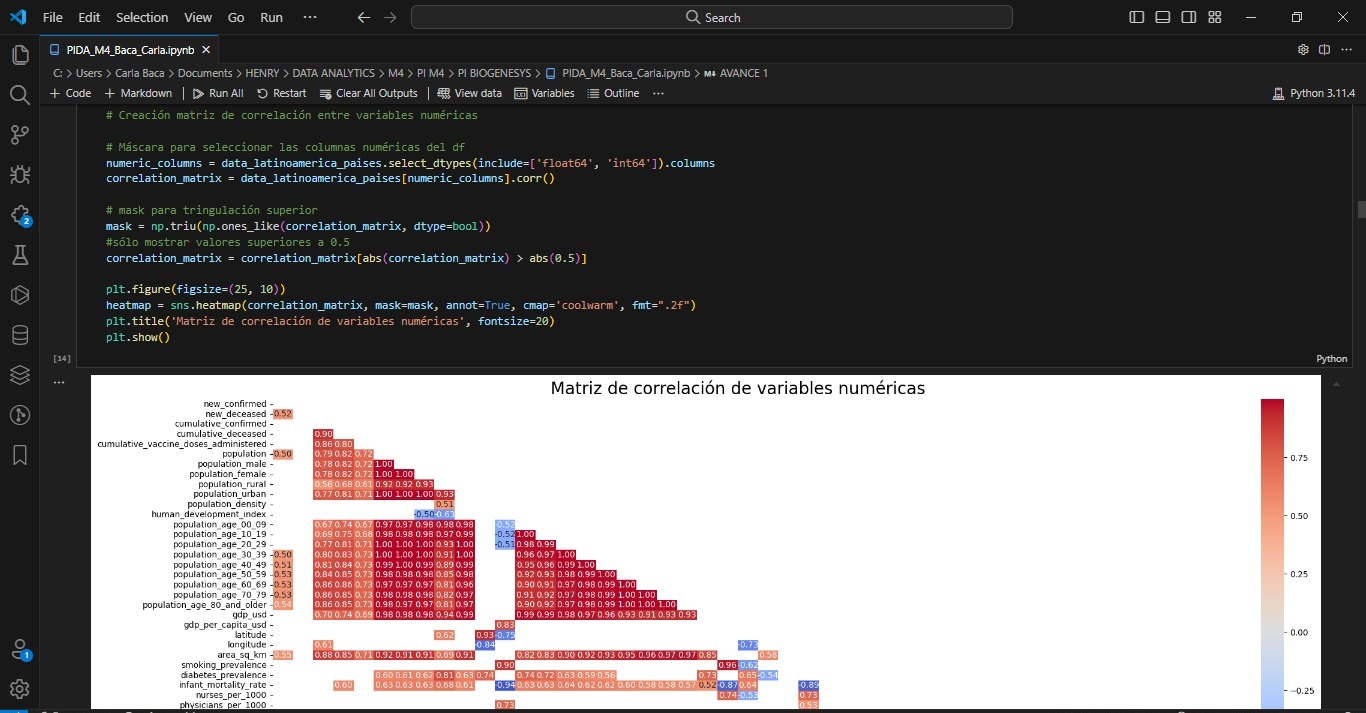 File Edit Selection View Go Run ··· Search
PIDA_M4_Baca_Carla.ipynb
C: > Users > Carla Baca > Documents > HENRY > DATA ANALYTICS > M4 > PI M4 > PI BIOGENESYS > PIDA_M4_Baca_Carla.ipynb > M↓ AVANCE 1
+ Code + Markdown | Run All Restart Clear All Outputs | View data Variables Outline ··· Python 3.11.4
# Creación matriz de correlación entre variables numéricas
# Máscara para seleccionar las columnas numéricas del df
numeric_columns = data_latinoamerica_paises.select_dtypes(include=['float64', 'int64']).columns
correlation_matrix = data_latinoamerica_paises[numeric_columns].corr()
# mask para tringulación superior
mask = np.triu(np.ones_like(correlation_matrix, dtype=bool))
#sólo mostrar valores superiores a 0.5
correlation_matrix = correlation_matrix[abs(correlation_matrix) > abs(0.5)]
plt.figure(figsize=(25, 10))
heatmap = sns.heatmap(correlation_matrix, mask=mask, annot=True, cmap='coolwarm', fmt=".2f")
plt.title('Matriz de correlación de variables numéricas', fontsize=20)
plt.show()
[14] Python
Matriz de correlación de variables numéricas
new_confirmed
new_deceased 0.52
cumulative_confirmed
cumulative_deceased 0.90
cumulative_vaccine_doses_administered 0.86 0.80
population 0.50 0.79 0.82 0.72
population_male 0.78 0.82 0.72 1.00
population_female 0.78 0.82 0.72 1.00 1.00
population_rural 0.56 0.68 0.61 0.92 0.92 0.93
population_urban 0.77 0.81 0.71 1.00 1.00 1.00 0.93
population_density 0.51
human_development_index -0.50 -0.63
population_age_00_09 0.67 0.74 0.67 0.97 0.97 0.98 0.98 0.98 -0.52
population_age_10_19 0.69 0.75 0.68 0.98 0.98 0.98 0.97 0.99 -0.52 1.00
population_age_20_29 0.77 0.81 0.71 1.00 1.00 1.00 0.93 1.00 -0.51 0.98 0.99
population_age_30_39 0.50 0.80 0.83 0.73 1.00 1.00 1.00 0.91 1.00 0.96 0.97 1.00
population_age_40_49 0.51 0.81 0.84 0.73 0.99 1.00 0.99 0.89 0.99 0.95 0.96 0.99 1.00
population_age_50_59 0.53 0.84 0.85 0.73 0.98 0.98 0.98 0.85 0.98 0.92 0.93 0.98 0.99 1.00
population_age_60_69 0.53 0.86 0.86 0.73 0.97 0.97 0.97 0.81 0.96 0.90 0.91 0.97 0.98 0.99 1.00
population_age_70_79 0.53 0.86 0.85 0.73 0.98 0.98 0.98 0.82 0.97 0.91 0.92 0.97 0.98 0.99 1.00 1.00
population_age_80_and_older 0.54 0.86 0.85 0.73 0.98 0.97 0.97 0.81 0.97 0.90 0.92 0.97 0.98 0.99 1.00 1.00 1.00
gdp_usd 0.70 0.74 0.69 0.98 0.98 0.98 0.94 0.99 0.99 0.99 0.98 0.97 0.96 0.93 0.91 0.93 0.93
gdp_per_capita_usd 0.83
latitude 0.62 0.93 -0.75
longitude 0.61 -0.84 -0.73
area_sq_km 0.55 0.88 0.85 0.71 0.92 0.91 0.91 0.69 0.91 0.82 0.83 0.90 0.92 0.93 0.95 0.96 0.97 0.97 0.85 0.58
smoking_prevalence 0.90 0.96 -0.62
diabetes_prevalence 0.60 0.61 0.62 0.81 0.63 0.74 0.74 0.72 0.63 0.59 0.56 0.73 0.65 -0.54
infant_mortality_rate 0.60 0.63 0.63 0.63 0.68 0.61 -0.94 0.63 0.63 0.64 0.62 0.62 0.60 0.58 0.58 0.57 0.52 -0.87 0.64 -0.89
nurses_per_1000 0.74 -0.53 0.73
physicians_per_1000 0.73 0.53
0.75
0.50
0.25
0.00
−0.25
2
1